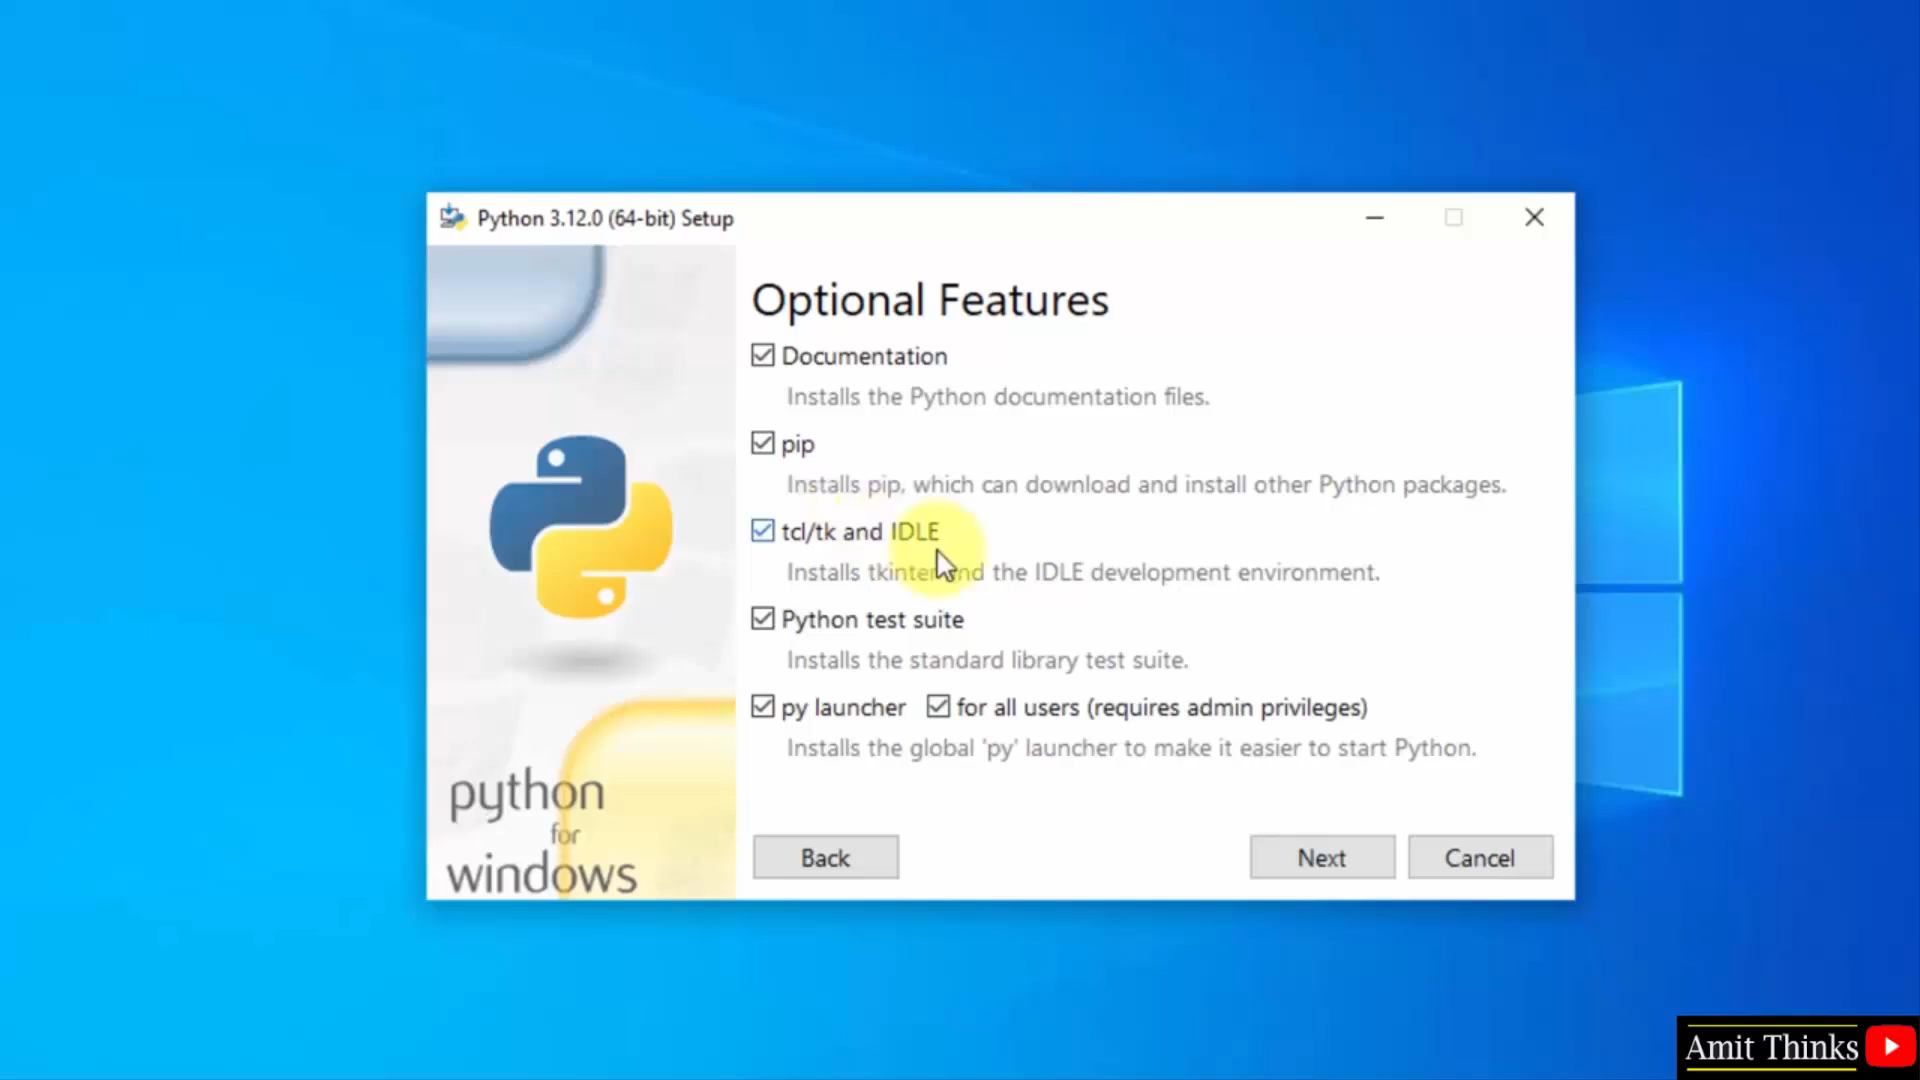 Python 3.12.0 (64-bit) Setup
Optional Features
Documentation
Installs the Python documentation files.
pip
Installs pip, which can download and install other Python packages.
tcl/tk and IDLE
Installs tkinter and the IDLE development environment.
Python test suite
Installs the standard library test suite.
py launcher for all users (requires admin privileges)
Installs the global 'py' launcher to make it easier to start Python.
python
for
windows
Back Next Cancel
Amit Thinks